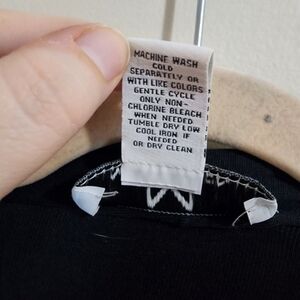 MACHINE WASH
COLD
SEPARATELY OR
WITH LIKE COLORS
GENTLE CYCLE
ONLY NON-
CHLORINE BLEACH
WHEN NEEDED
TUMBLE DRY LOW
COOL IRON IF
NEEDED
OR DRY CLEAN